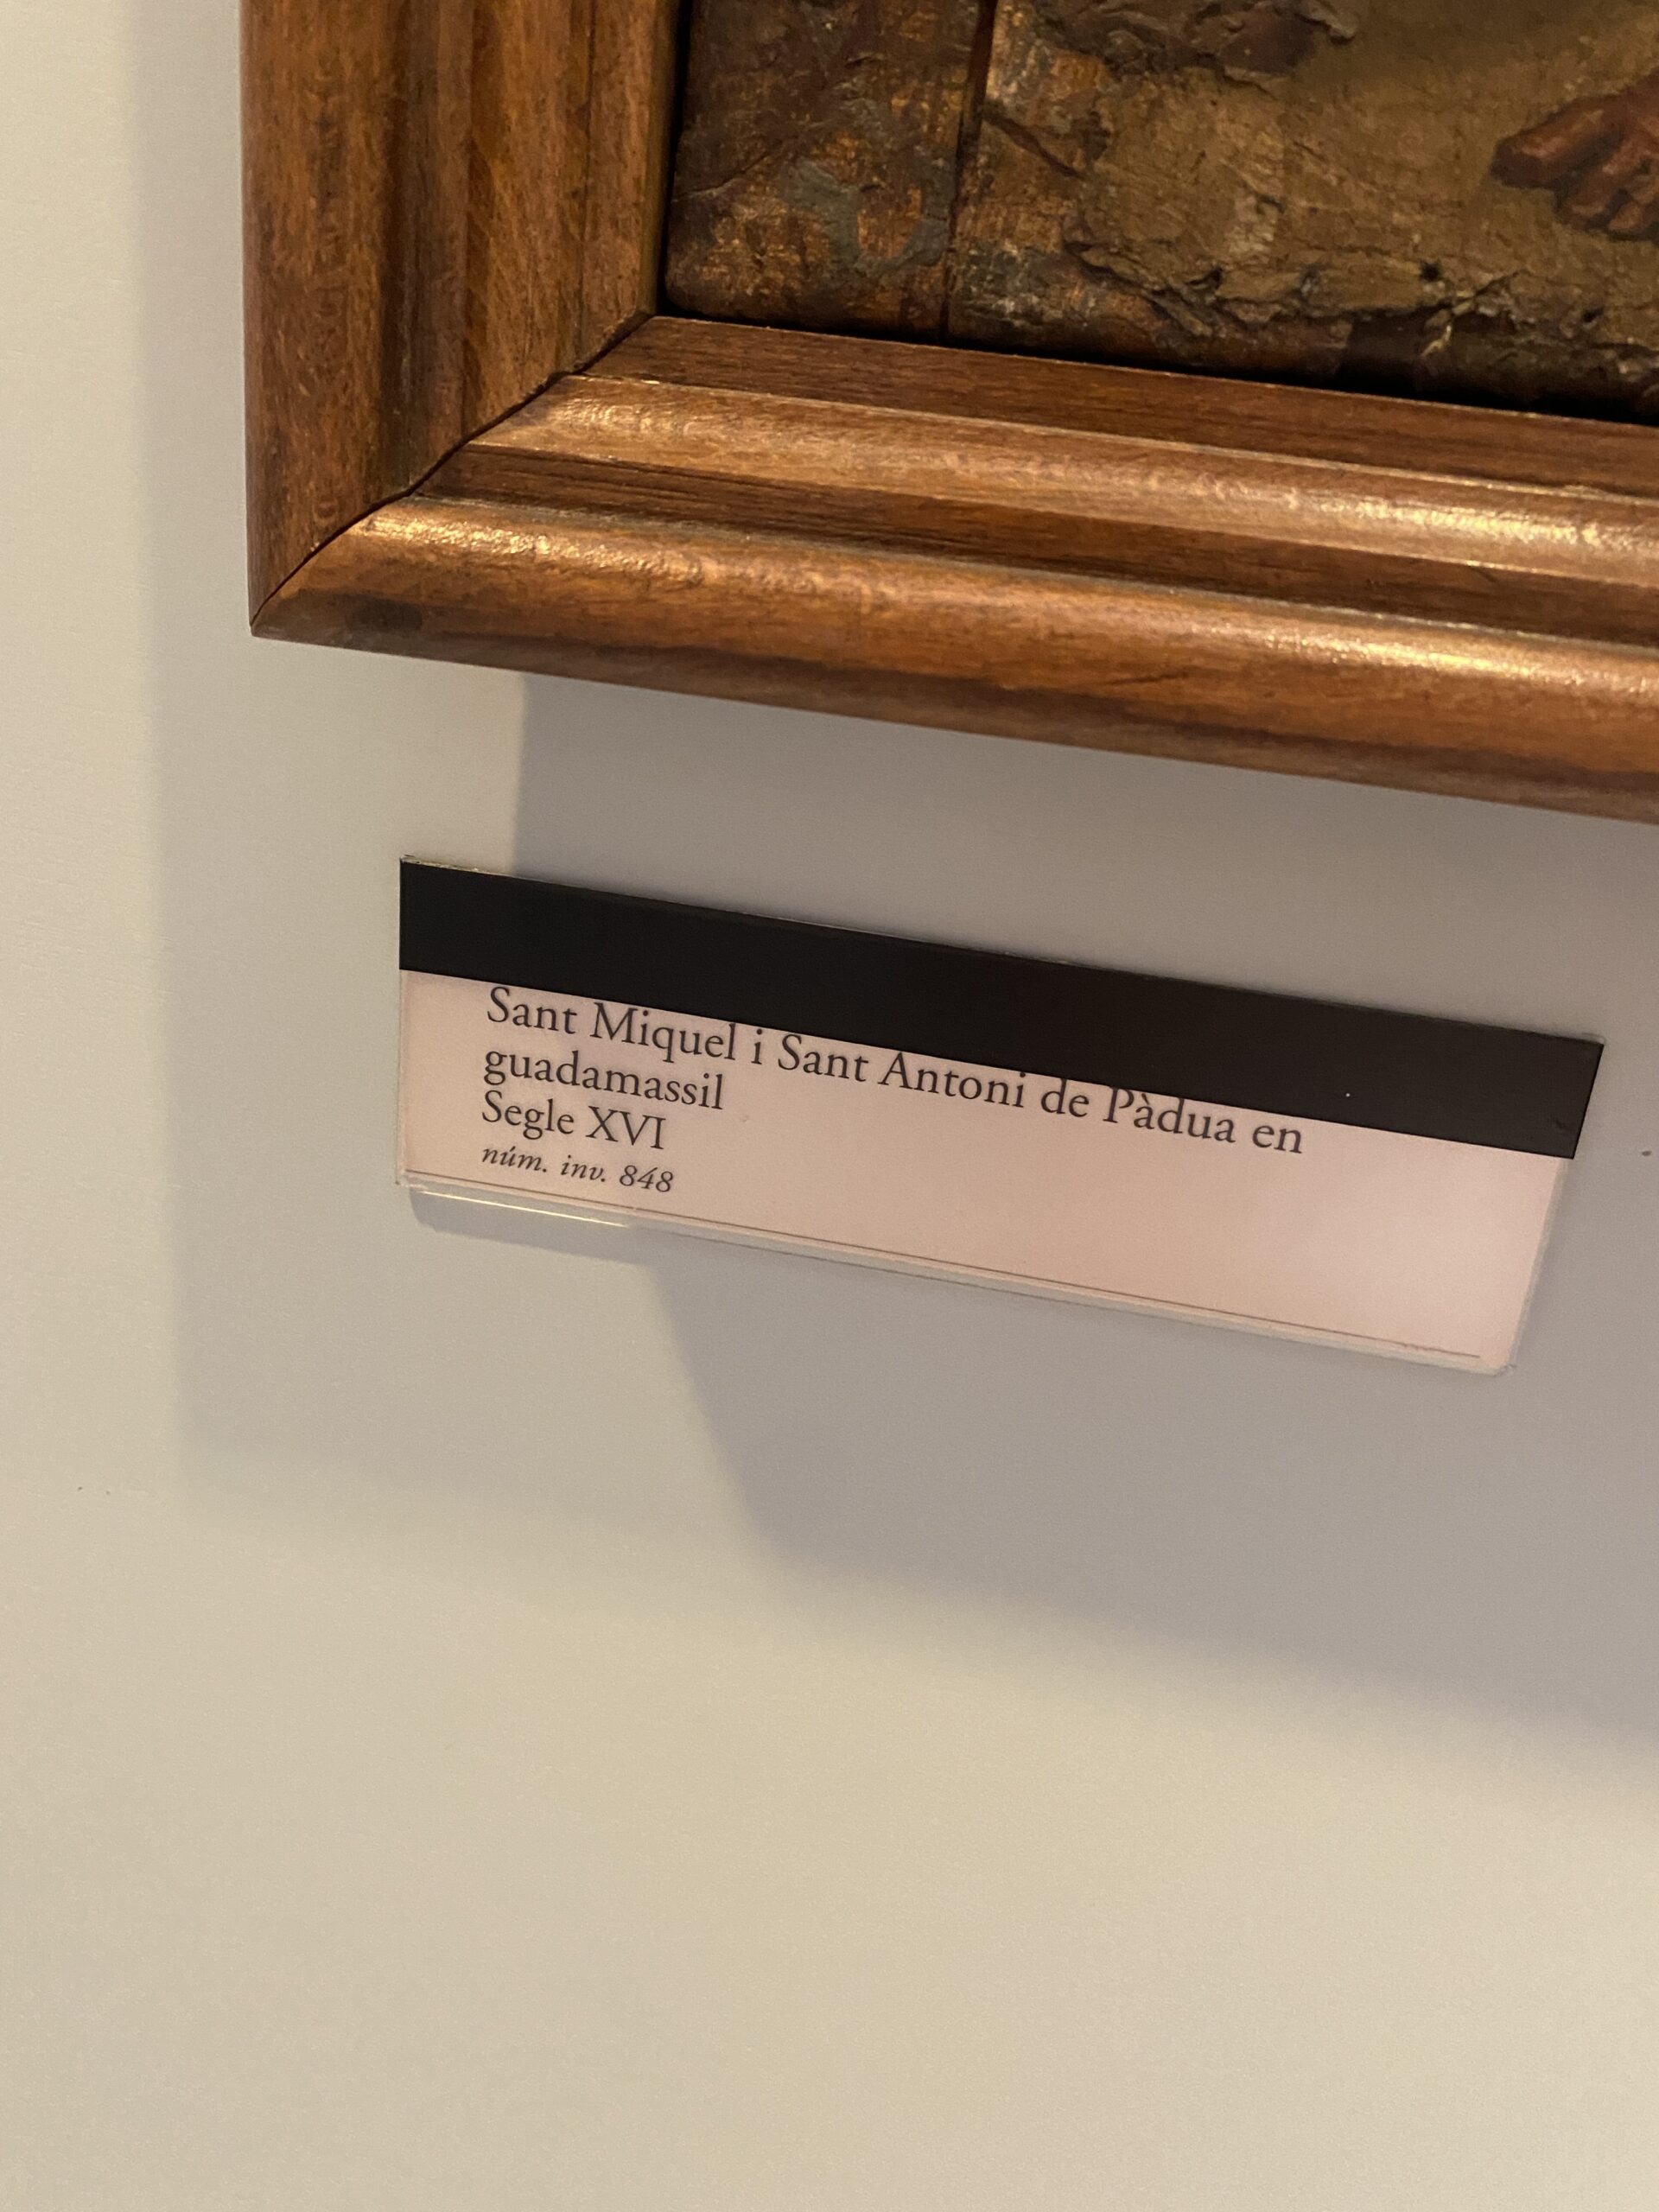 Sant Miquel i Sant Antoni de Pàdua en
guadamassil
Segle XVI
núm. inv. 848